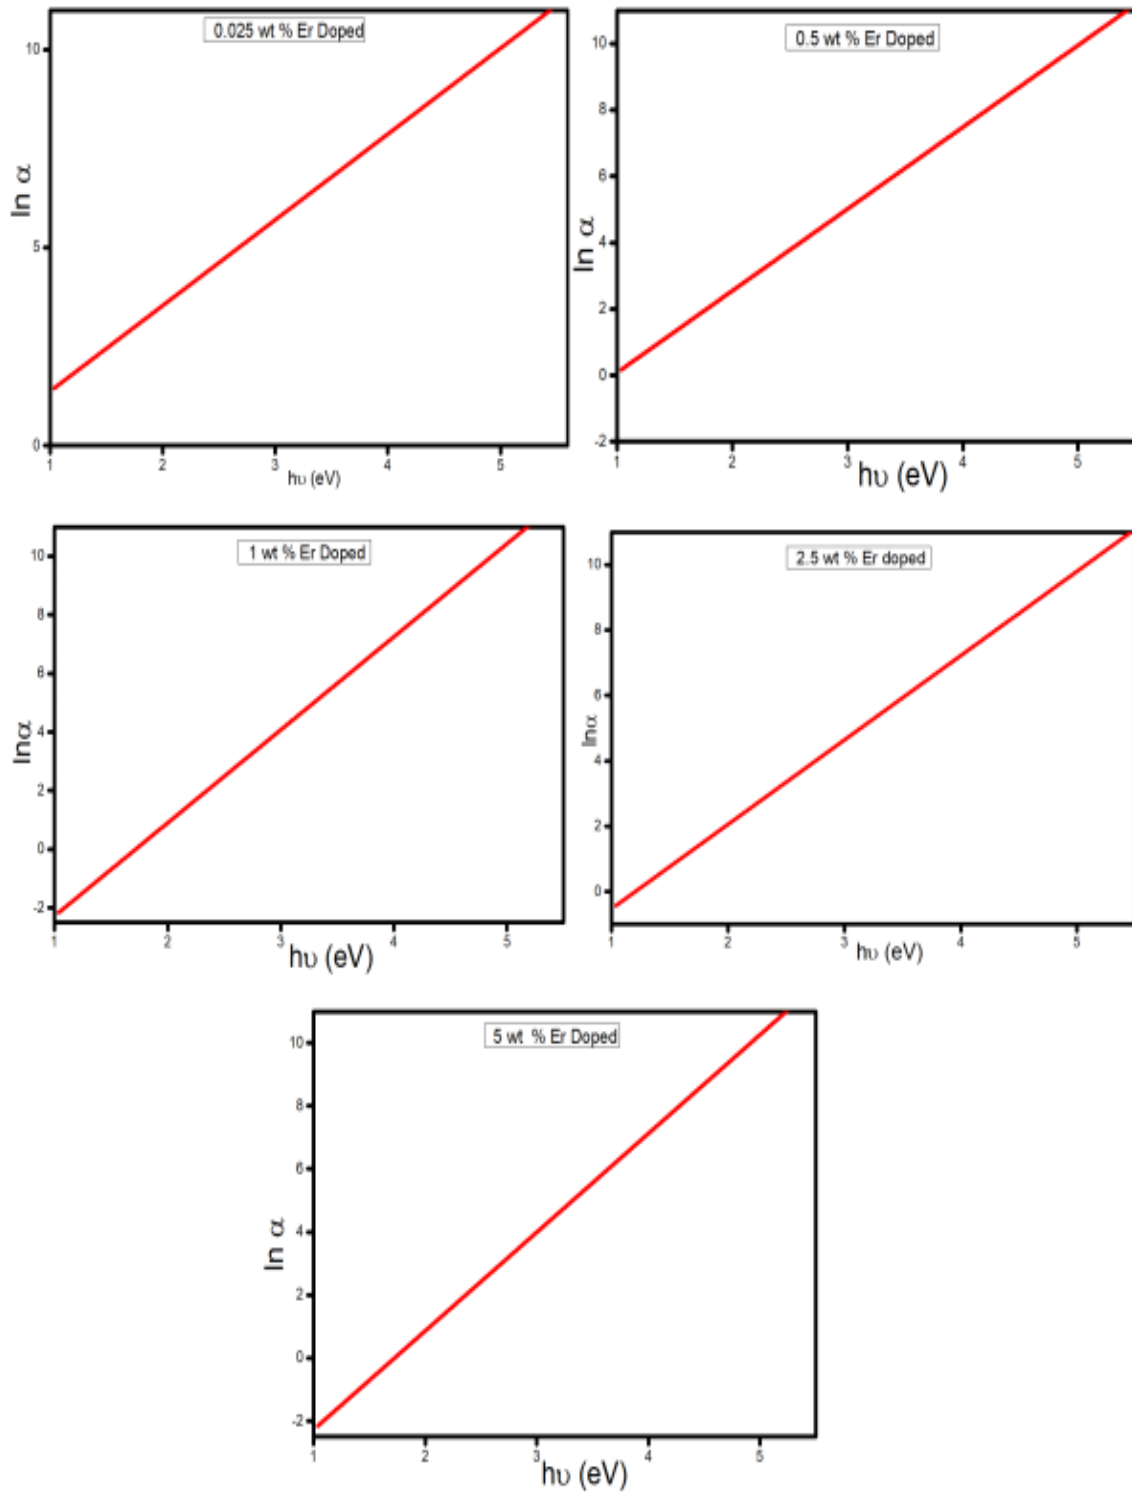 0.025 wt % Er Doped
10
5
0
ln α
1 2 3 4 5
hυ (eV)
0.5 wt % Er Doped
10
8
6
4
2
0
-2
ln α
1 2 3 4 5
hυ (eV)
1 wt % Er Doped
10
8
6
4
2
0
-2
lnα
1 2 3 4 5
hυ (eV)
2.5 wt % Er doped
10
8
6
4
2
0
lnα
1 2 3 4 5
hυ (eV)
5 wt % Er Doped
10
8
6
4
2
0
-2
ln α
1 2 3 4 5
hυ (eV)